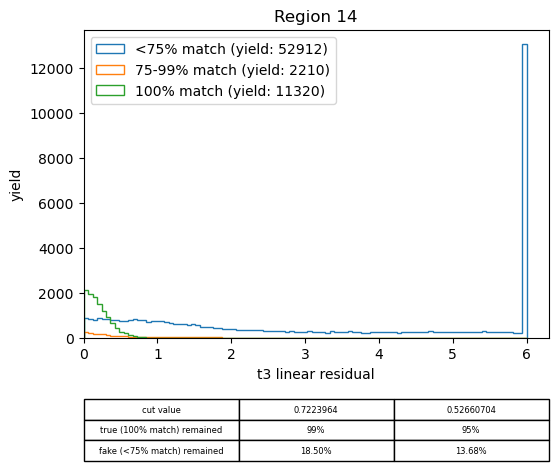 Region 14
<75% match (yield: 52912)
75-99% match (yield: 2210)
100% match (yield: 11320)
yield
12000
10000
8000
6000
4000
2000
0
0 1 2 3 4 5 6
t3 linear residual
cut value 0.7223964 0.52660704
true (100% match) remained 99% 95%
fake (<75% match) remained 18.50% 13.68%